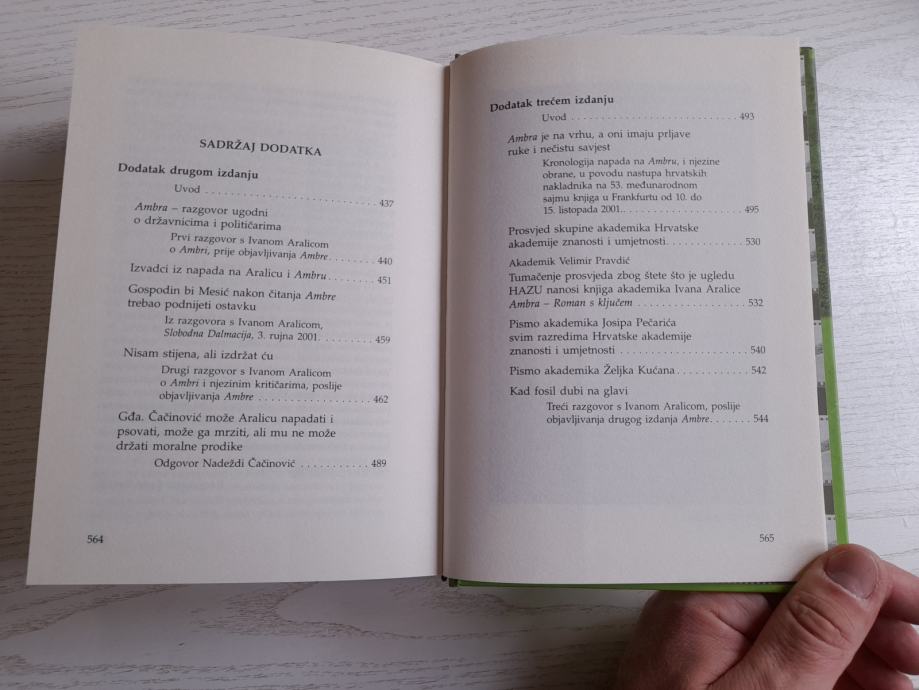 SADRŽAJ DODATKA
Dodatak drugom izdanju
Uvod . . . . . . . . . . . . . . . . . . . . . . . . . . . 437
Ambra – razgovor ugodni
o državnicima i političarima
Prvi razgovor s Ivanom Aralicom
o Ambri, prije objavljivanja Ambre. . . . . . . . . 440
Izvadci iz napada na Aralicu i Ambru. . . . . . . . . 451
Gospodin bi Mesić nakon čitanja Ambre
trebao podnijeti ostavku
Iz razgovora s Ivanom Aralicom,
Slobodna Dalmacija, 3. rujna 2001. . . . . . . . . . 459
Nisam stijena, ali izdržat ću
Drugi razgovor s Ivanom Aralicom
o Ambri i njezinim kritičarima, poslije
objavljivanja Ambre . . . . . . . . . . . . . . . . . . 462
Gđa. Čačinović može Aralicu napadati i
psovati, može ga mrziti, ali mu ne može
držati moralne prodike
Odgovor Nadeždi Čačinović . . . . . . . . . . . 489
564
Dodatak trećem izdanju
Uvod . . . . . . . . . . . . . . . . . . . . . . . . . . . 493
Ambra je na vrhu, a oni imaju prljave
ruke i nečistu savjest
Kronologija napada na Ambru, i njezine
obrane, u povodu nastupa hrvatskih
nakladnika na 53. međunarodnom
sajmu knjiga u Frankfurtu od 10. do
15. listopada 2001.. . . . . . . . . . . . . . . . . . . . 495
Prosvjed skupine akademika Hrvatske
akademije znanosti i umjetnosti. . . . . . . . . . . . 530
Akademik Velimir Pravdić
Tumačenje prosvjeda zbog štete što je ugledu
HAZU nanosi knjiga akademika Ivana Aralice
Ambra – Roman s ključem . . . . . . . . . . . . . . . . 532
Pismo akademika Josipa Pečarića
svim razredima Hrvatske akademije
znanosti i umjetnosti . . . . . . . . . . . . . . . . . . . 540
Pismo akademika Željka Kućana. . . . . . . . . . . 542
Kad fosil dubi na glavi
Treći razgovor s Ivanom Aralicom, poslije
objavljivanja drugog izdanja Ambre. . . . . . . 544
565